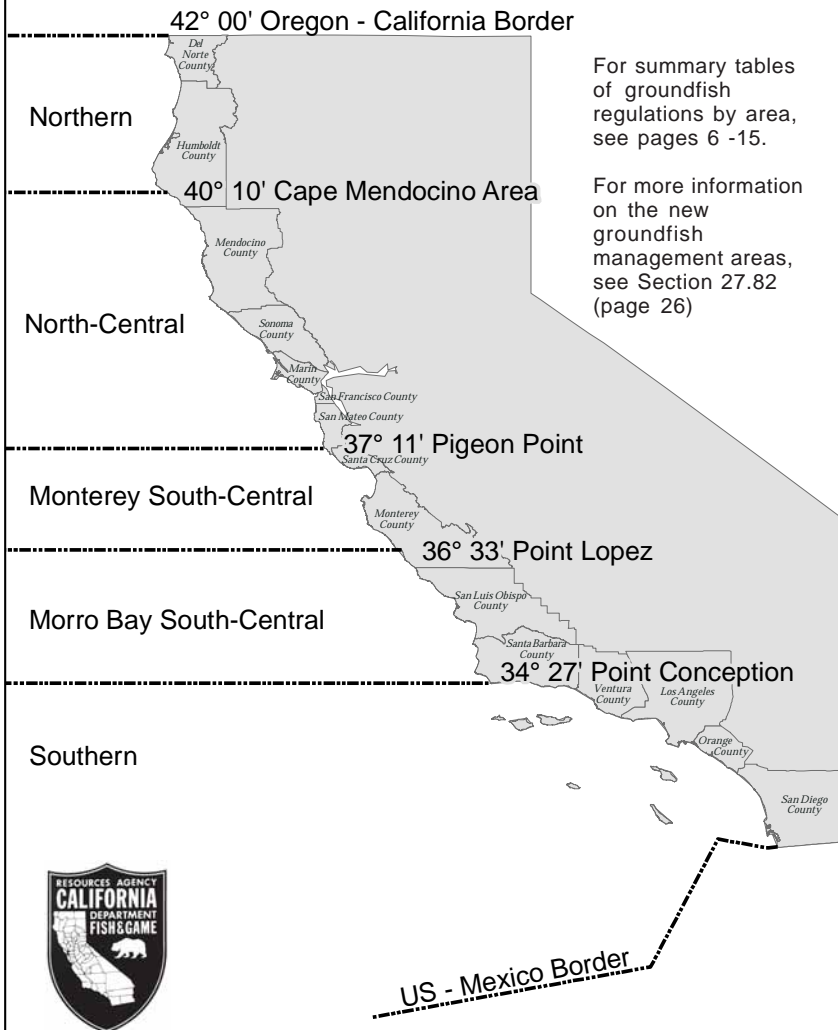 42° 00' Oregon - California Border
Del
Norte
County
For summary tables
of groundfish
regulations by area,
see pages 6 -15.
Northern
Humboldt
County
40° 10' Cape Mendocino Area
For more information
on the new
groundfish
management areas,
see Section 27.82
(page 26)
Mendocino
County
North-Central
Sonoma
County
Marin
County
San Francisco County
San Mateo County
37° 11' Pigeon Point
Santa Cruz County
Monterey South-Central
Monterey
County
36° 33' Point Lopez
San Luis Obispo
County
Morro Bay South-Central
Santa Barbara
County
34° 27' Point Conception
Ventura
County
Los Angeles
County
Southern
Orange
County
San Diego
County
RESOURCES AGENCY
CALIFORNIA
DEPARTMENT
FISH&GAME
US - Mexico Border